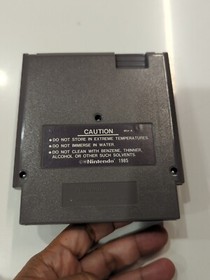 CAUTION
• DO NOT STORE IN EXTREME TEMPERATURES.
• DO NOT IMMERSE IN WATER.
• DO NOT CLEAN WITH BENZENE, THINNER,
ALCOHOL OR OTHER SUCH SOLVENTS.
©Nintendo 1985